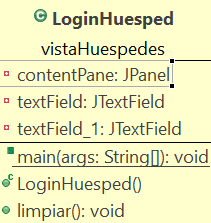 LoginHuesped
vistaHuespedes
contentPane: JPanel
textField: JTextField
textField_1: JTextField
main(args: String[]): void
LoginHuesped()
limpiar(): void